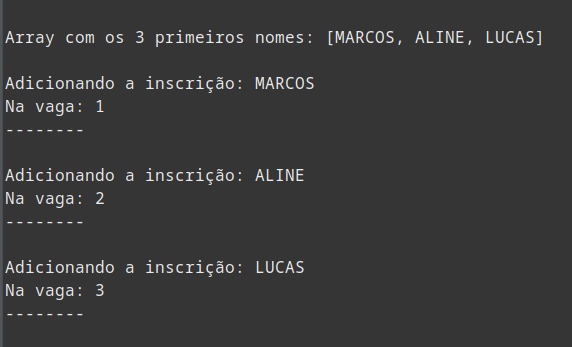 Array com os 3 primeiros nomes: [MARCOS, ALINE, LUCAS]
Adicionando a inscrição: MARCOS
Na vaga: 1
--------
Adicionando a inscrição: ALINE
Na vaga: 2
--------
Adicionando a inscrição: LUCAS
Na vaga: 3
--------